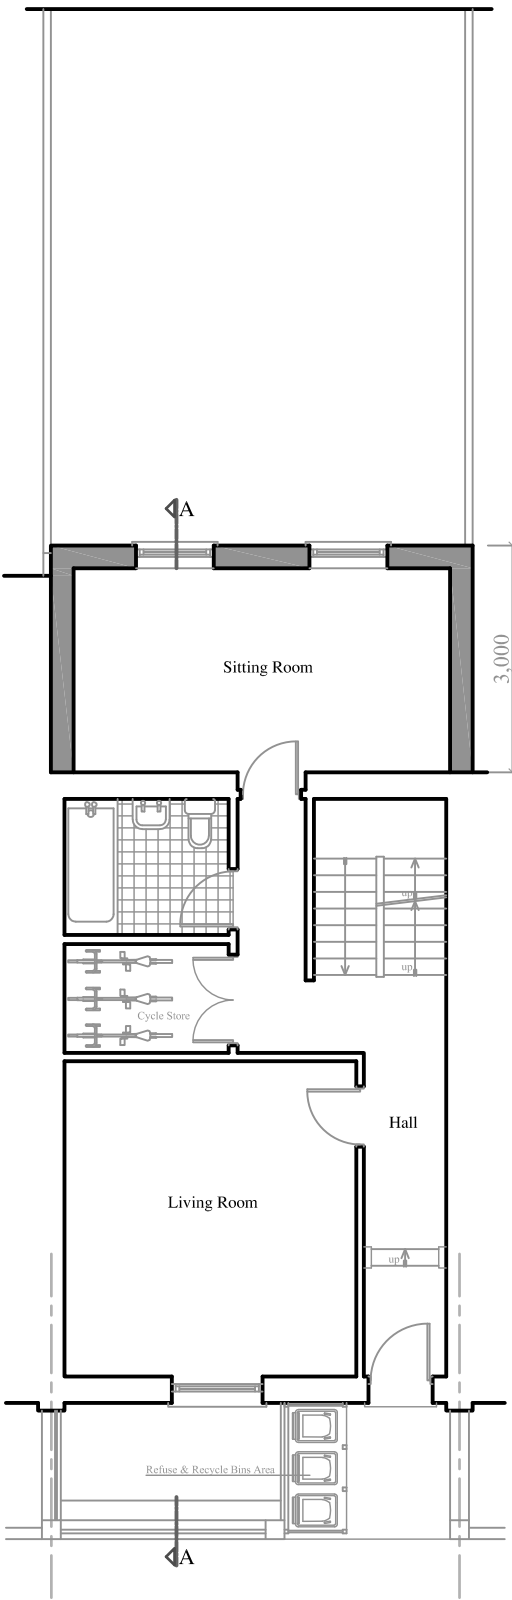 A
Sitting Room
3,000
up
up
Cycle Store
Hall
Living Room
up
Refuse & Recycle Bins Area
A